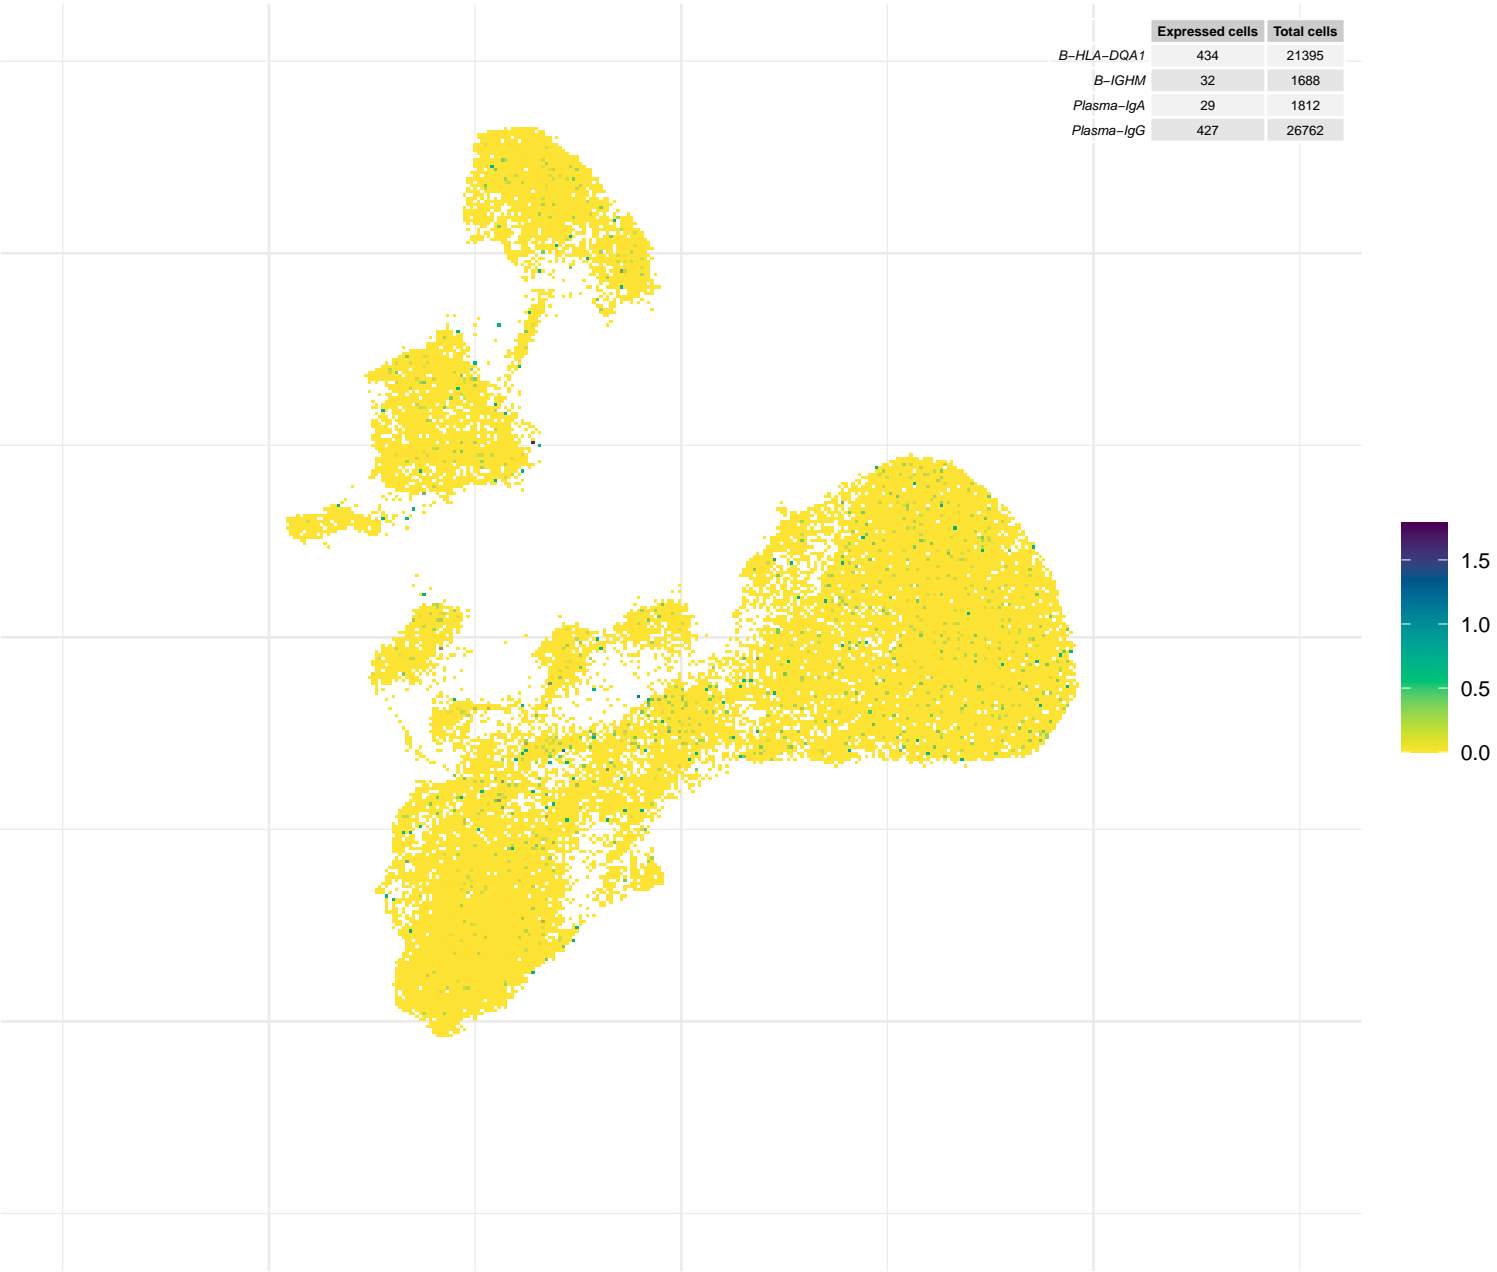 Expressed cells Total cells
B−HLA−DQA1 434 21395
B−IGHM 32 1688
Plasma−IgA 29 1812
Plasma−IgG 427 26762
1.5
1.0
0.5
0.0